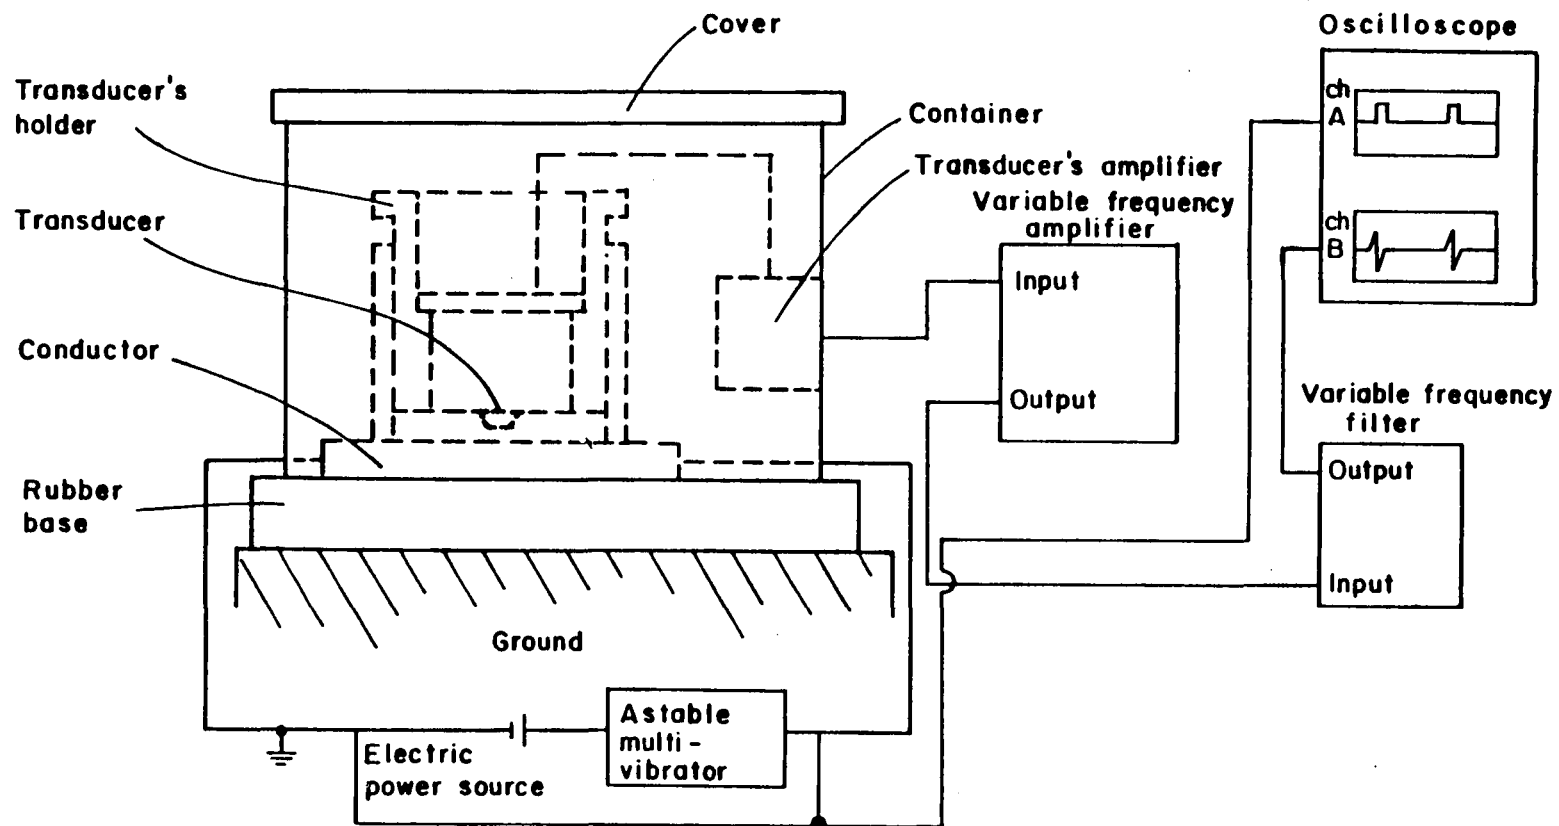 Cover
Oscilloscope
Transducer's
holder
Container
Transducer's amplifier
Variable frequency
amplifier
ch
A
Transducer
ch
B
Input
Conductor
Output
Variable frequency
filter
Output
Rubber
base
Input
Ground
Astable
multi-
vibrator
Electric
power source